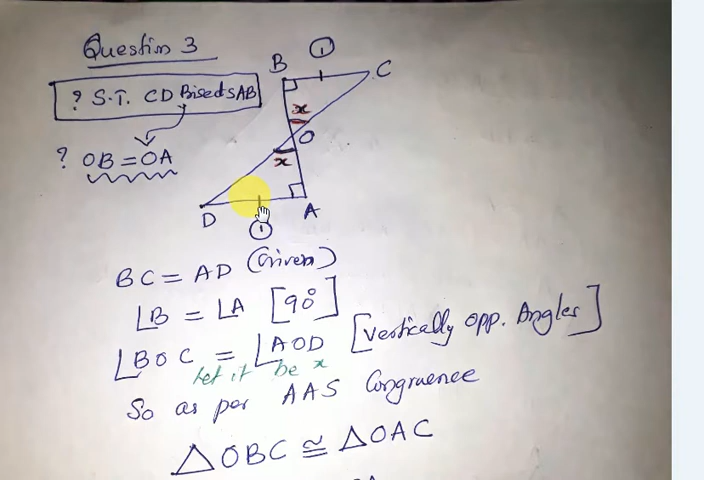 Question 3
? S.T. CD Bisects AB
? OB = OA
①
B
C
x
O
x
D
A
①
BC = AD (Given)
∠B = ∠A [90°]
∠BOC = ∠AOD [Vertically opp. Angles]
Let it be x
So as per AAS Congruence
△OBC ≅ △OAC